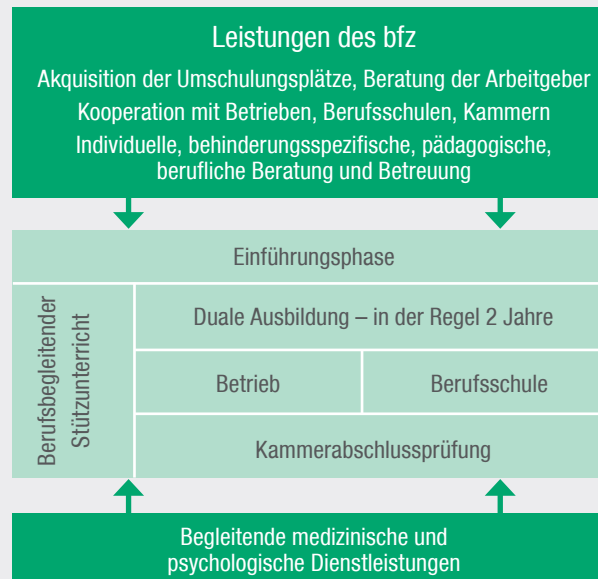 Leistungen des bfz
Akquisition der Umschulungsplätze, Beratung der Arbeitgeber
Kooperation mit Betrieben, Berufsschulen, Kammern
Individuelle, behinderungsspezifische, pädagogische,
berufliche Beratung und Betreuung
Einführungsphase
Berufsbegleitender
Stützunterricht
Duale Ausbildung – in der Regel 2 Jahre
Betrieb
Berufsschule
Kammerabschlussprüfung
Begleitende medizinische und
psychologische Dienstleistungen